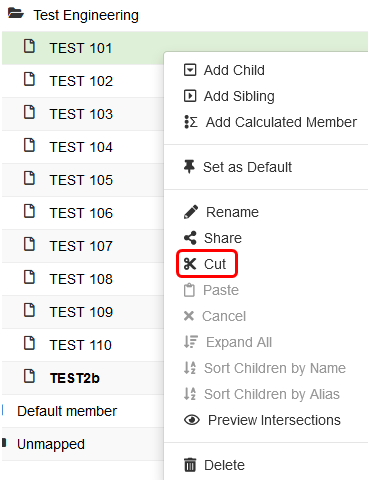 Test Engineering
TEST 101
TEST 102
TEST 103
TEST 104
TEST 105
TEST 106
TEST 107
TEST 108
TEST 109
TEST 110
TEST2b
Default member
Unmapped
Add Child
Add Sibling
Add Calculated Member
Set as Default
Rename
Share
Cut
Paste
Cancel
Expand All
Sort Children by Name
Sort Children by Alias
Preview Intersections
Delete